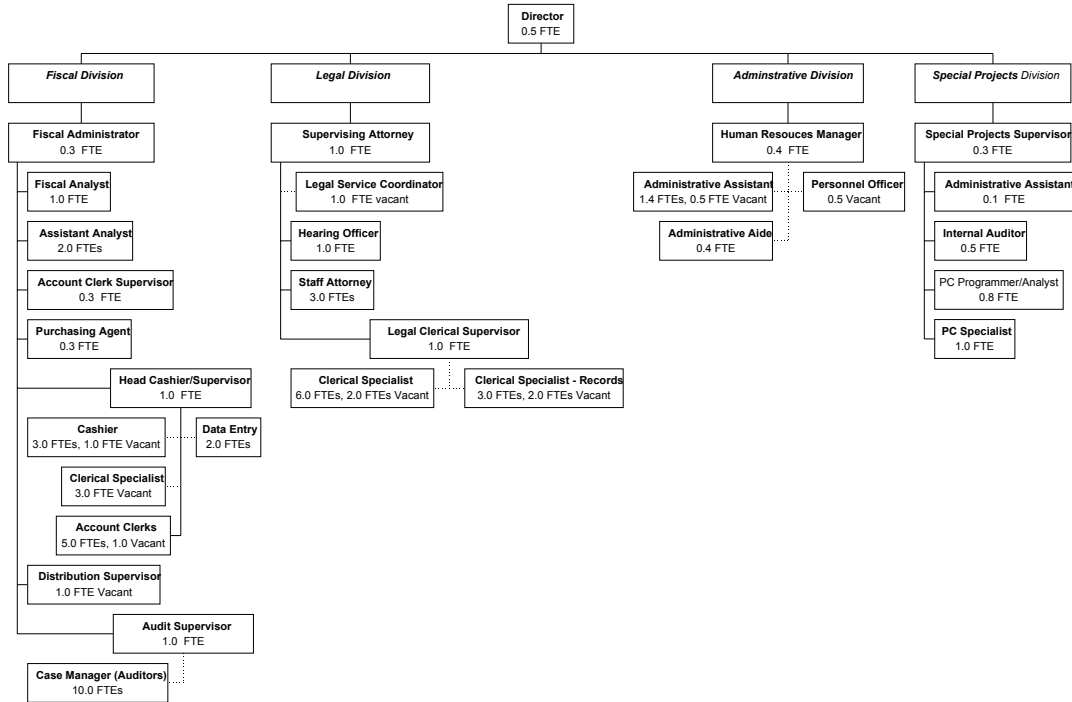 Director
0.5 FTE
Fiscal Division
Legal Division
Adminstrative Division
Special Projects Division
Fiscal Administrator
0.3 FTE
Supervising Attorney
1.0 FTE
Human Resouces Manager
0.4 FTE
Special Projects Supervisor
0.3 FTE
Fiscal Analyst
1.0 FTE
Legal Service Coordinator
1.0 FTE vacant
Administrative Assistant
1.4 FTEs, 0.5 FTE Vacant
Personnel Officer
0.5 Vacant
Administrative Assistant
0.1 FTE
Assistant Analyst
2.0 FTEs
Hearing Officer
1.0 FTE
Administrative Aide
0.4 FTE
Internal Auditor
0.5 FTE
Account Clerk Supervisor
0.3 FTE
Staff Attorney
3.0 FTEs
PC Programmer/Analyst
0.8 FTE
Purchasing Agent
0.3 FTE
Legal Clerical Supervisor
1.0 FTE
PC Specialist
1.0 FTE
Head Cashier/Supervisor
1.0 FTE
Clerical Specialist
6.0 FTEs, 2.0 FTEs Vacant
Clerical Specialist - Records
3.0 FTEs, 2.0 FTEs Vacant
Cashier
3.0 FTEs, 1.0 FTE Vacant
Data Entry
2.0 FTEs
Clerical Specialist
3.0 FTE Vacant
Account Clerks
5.0 FTEs, 1.0 Vacant
Distribution Supervisor
1.0 FTE Vacant
Audit Supervisor
1.0 FTE
Case Manager (Auditors)
10.0 FTEs